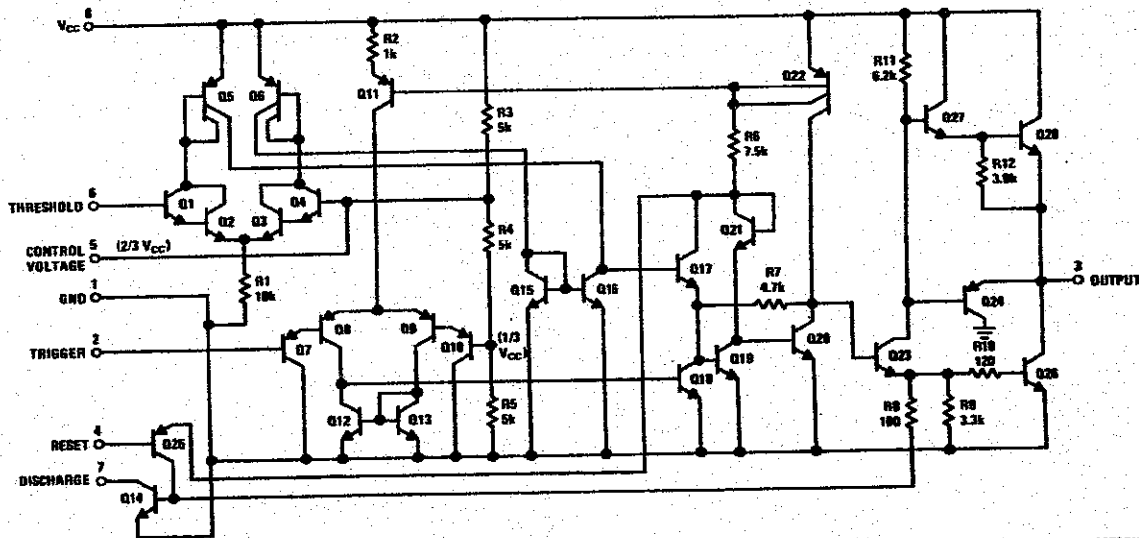 8
VCC
R2
1k
Q5
Q6
Q11
R3
5k
Q22
R11
6.2k
Q27
Q28
R6
7.5k
R12
3.9k
6
THRESHOLD
Q1
Q2
Q3
Q4
5
CONTROL
VOLTAGE
(2/3 VCC)
R4
5k
Q21
1
GND
R1
10k
Q15
Q16
Q17
R7
4.7k
3
OUTPUT
Q24
2
TRIGGER
Q7
Q8
Q9
Q10
(1/3
VCC)
Q18
Q19
Q20
Q23
R10
120
Q26
R5
5k
Q12
Q13
R8
100
R9
3.3k
4
RESET
Q25
7
DISCHARGE
Q14